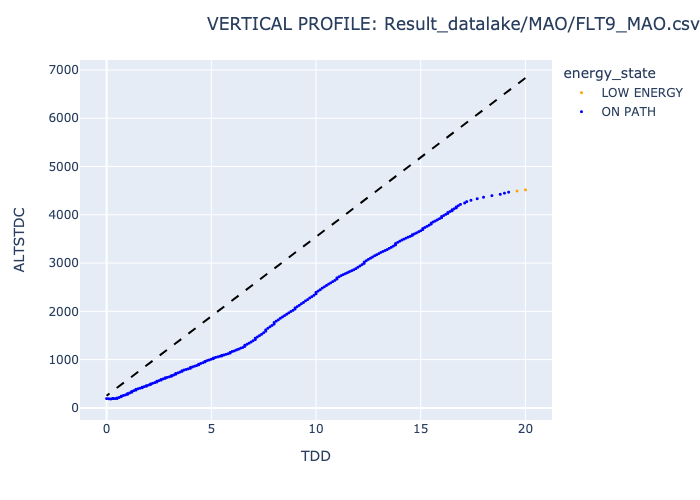 VERTICAL PROFILE: Result_datalake/MAO/FLT9_MAO.csv
energy_state
LOW ENERGY
ON PATH
ALTSTDC
7000
6000
5000
4000
3000
2000
1000
0
0 5 10 15 20
TDD